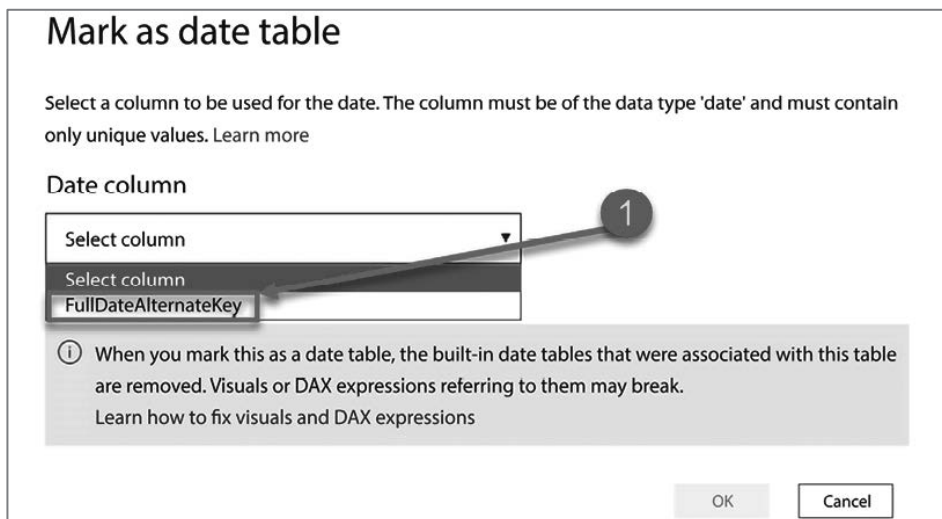 Mark as date table
Select a column to be used for the date. The column must be of the data type 'date' and must contain
only unique values. Learn more
Date column
Select column
1
Select column
FullDateAlternateKey
When you mark this as a date table, the built-in date tables that were associated with this table
are removed. Visuals or DAX expressions referring to them may break.
Learn how to fix visuals and DAX expressions
OK Cancel